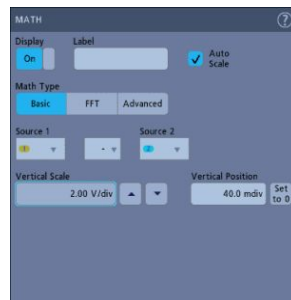 MATH ?
Display Label
On Auto
Scale
Math Type
Basic FFT Advanced
Source 1 Source 2
1 - 2
Vertical Scale Vertical Position
2.00 V/div 40.0 mdiv Set
to 0